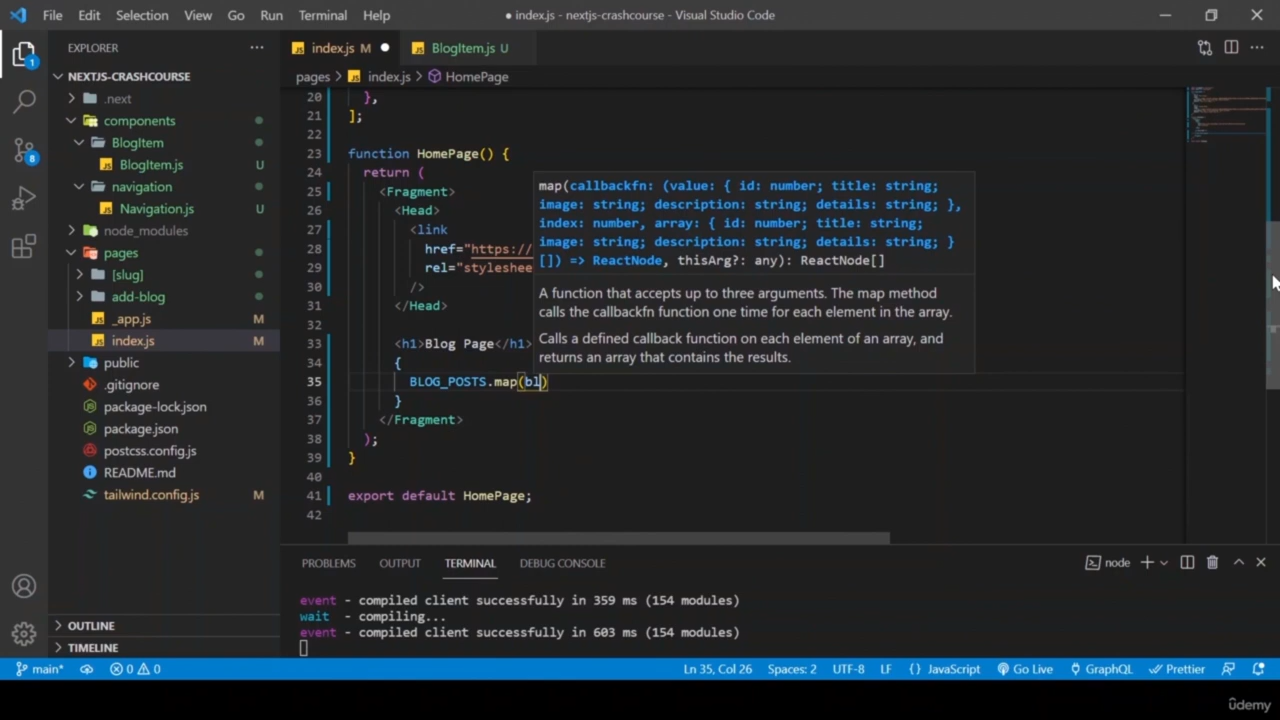 File Edit Selection View Go Run Terminal Help ● index.js - nextjs-crashcourse - Visual Studio Code
EXPLORER ···
NEXTJS-CRASHCOURSE
.next
components
BlogItem
BlogItem.js U
navigation
Navigation.js U
node_modules
pages
[slug]
add-blog
_app.js M
index.js M
public
.gitignore
package-lock.json
package.json
postcss.config.js
README.md
tailwind.config.js M
OUTLINE
TIMELINE
1
8
index.js M ● BlogItem.js U
pages > index.js > HomePage
20 },
21 ];
22
23 function HomePage() {
24 return (
25 <Fragment>
26 <Head>
27 <link
28 href="https://
29 rel="styleshee
30 />
31 </Head>
32
33 <h1>Blog Page</h1>
34 {
35 BLOG_POSTS.map(bl)
36 }
37 </Fragment>
38 );
39 }
40
41 export default HomePage;
42
map(callbackfn: (value: { id: number; title: string;
image: string; description: string; details: string; },
index: number, array: { id: number; title: string;
image: string; description: string; details: string; }
[]) => ReactNode, thisArg?: any): ReactNode[]
A function that accepts up to three arguments. The map method
calls the callbackfn function one time for each element in the array.
Calls a defined callback function on each element of an array, and
returns an array that contains the results.
PROBLEMS OUTPUT TERMINAL DEBUG CONSOLE node
event - compiled client successfully in 359 ms (154 modules)
wait - compiling...
event - compiled client successfully in 603 ms (154 modules)
main* 0 0 Ln 35, Col 26 Spaces: 2 UTF-8 LF {} JavaScript Go Live GraphQL Prettier
ûdemy